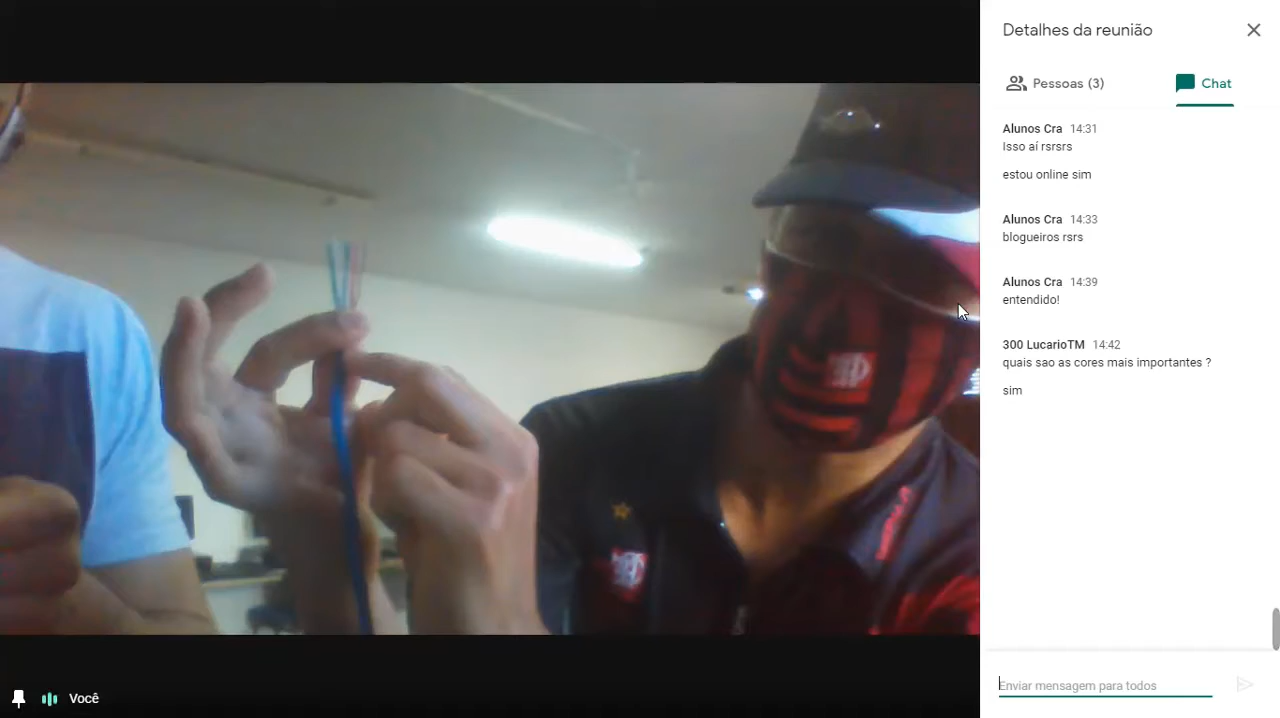 Detalhes da reunião
Pessoas (3)
Chat
Alunos Cra 14:31
Isso aí rsrsrs
estou online sim
Alunos Cra 14:33
blogueiros rsrs
Alunos Cra 14:39
entendido!
300 LucarioTM 14:42
quais sao as cores mais importantes ?
sim
Enviar mensagem para todos
Você